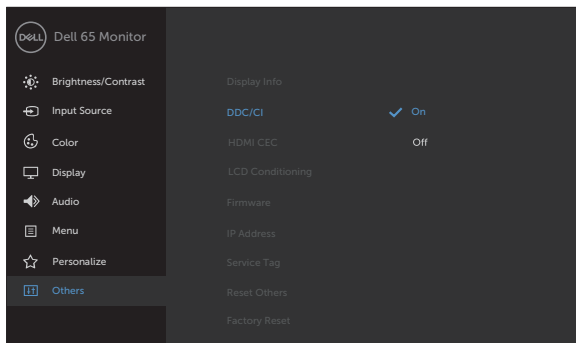 DELL Dell 65 Monitor
Brightness/Contrast
Display Info
Input Source
DDC/CI On
Color
HDMI CEC Off
Display
LCD Conditioning
Audio
Firmware
Menu
IP Address
Personalize
Service Tag
Others
Reset Others
Factory Reset